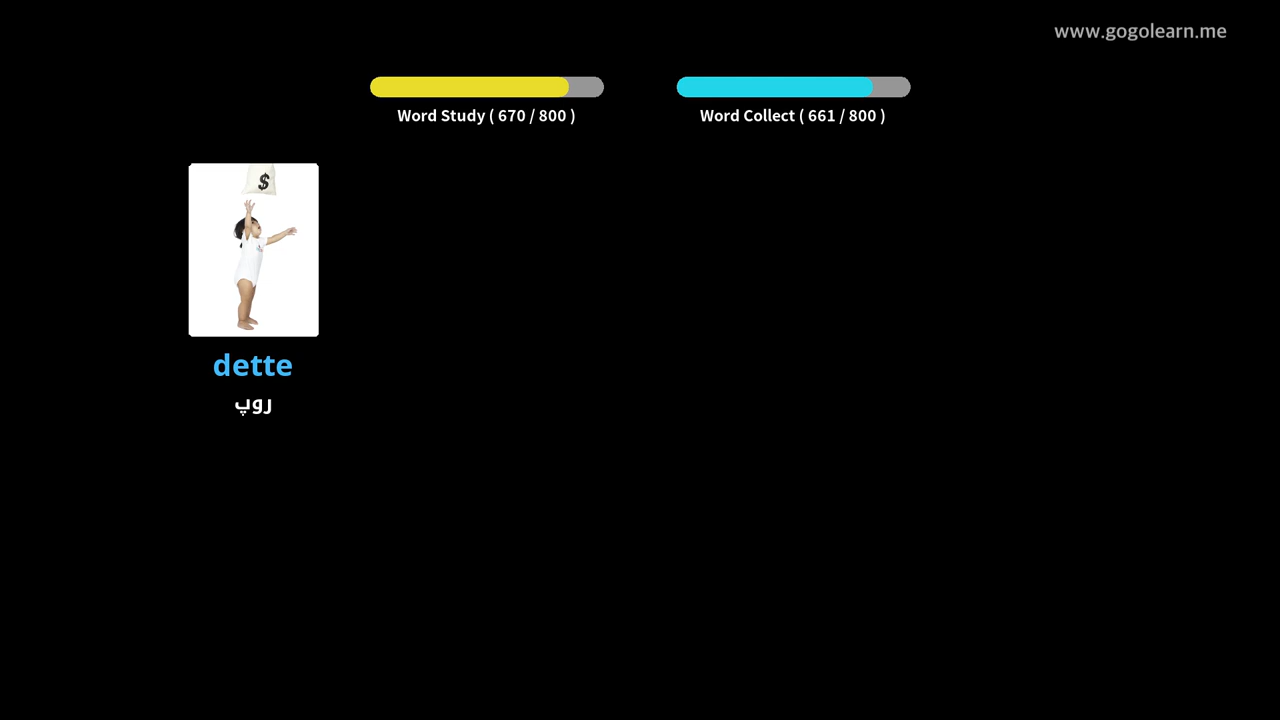 www.gogolearn.me
Word Study ( 670 / 800 )
Word Collect ( 661 / 800 )
$
dette
روپ